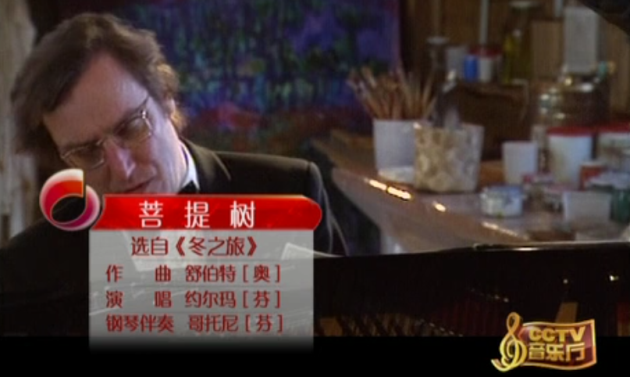 菩提树
选自《冬之旅》
作 曲 舒伯特[奥]
演 唱 约尔玛[芬]
钢琴伴奏 哥托尼[芬]
CCTV
音乐厅